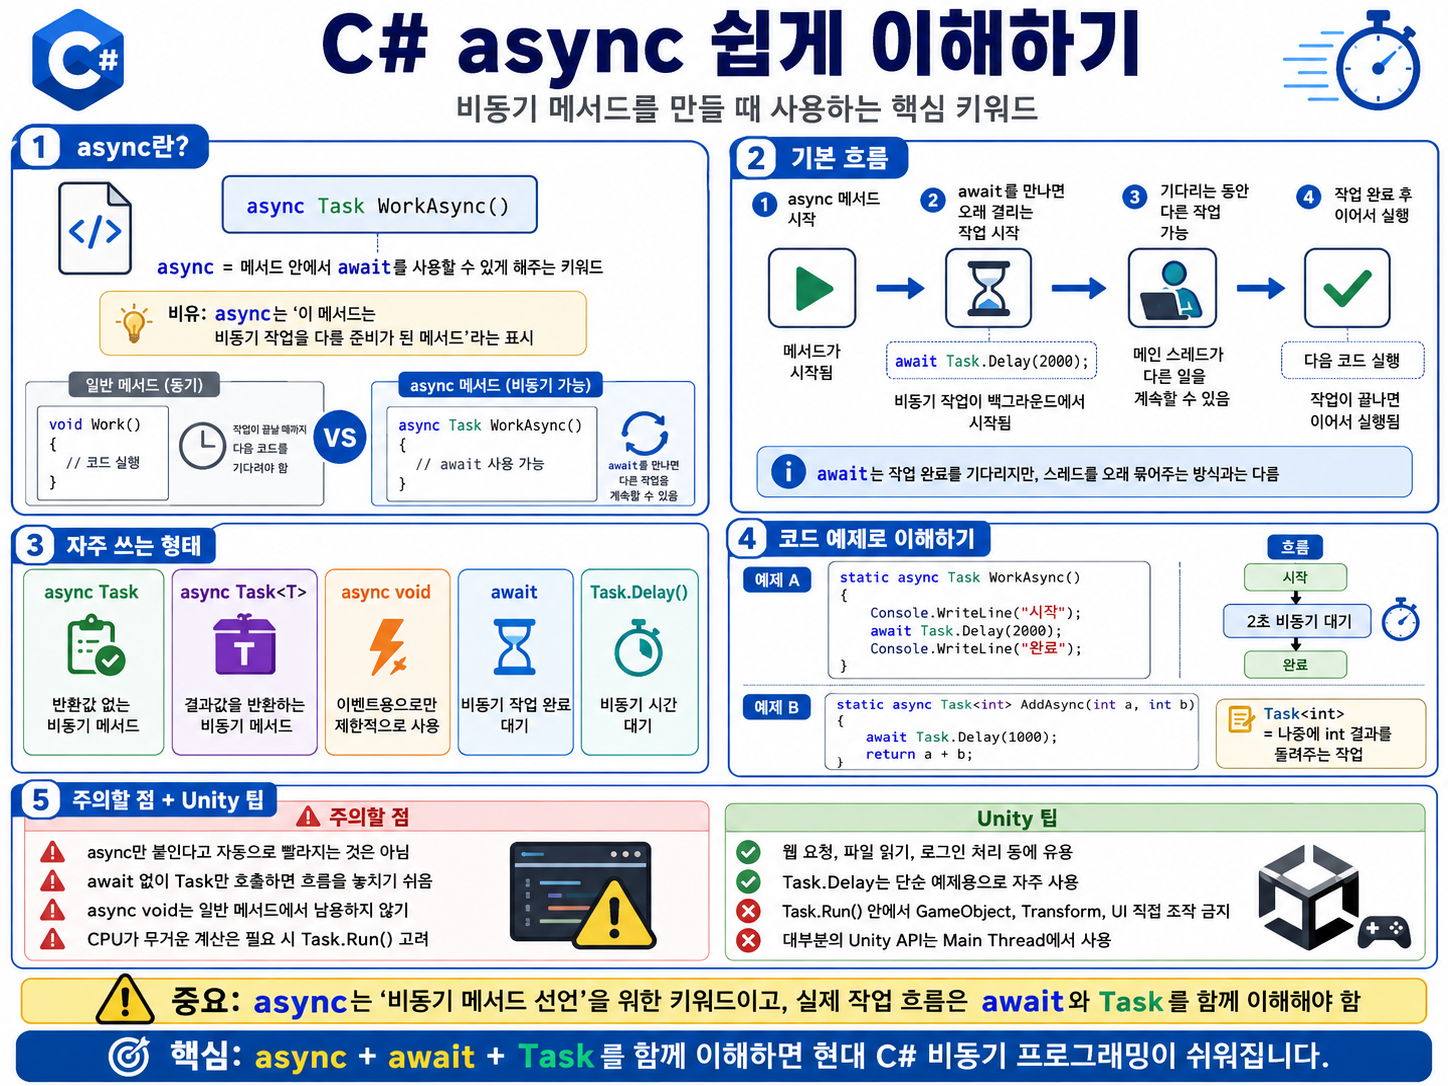 C#
C# async 쉽게 이해하기
비동기 메서드를 만들 때 사용하는 핵심 키워드
1 async란?
</>
async Task WorkAsync()
async = 메서드 안에서 await를 사용할 수 있게 해주는 키워드
비유: async는 ‘이 메서드는
비동기 작업을 다룰 준비가 된 메서드’라는 표시
일반 메서드 (동기)
void Work()
{
// 코드 실행
}
작업이 끝날 때까지
다음 코드를
기다려야 함
VS
async 메서드 (비동기 가능)
async Task WorkAsync()
{
// await 사용 가능
}
await를 만나면
다른 작업을
계속할 수 있음
2 기본 흐름
1 async 메서드
시작
메서드가
시작됨
2 await를 만나면
오래 결리는
작업 시작
await Task.Delay(2000);
비동기 작업이 백그라운드에서
시작됨
3 기다리는 동안
다른 작업
가능
메인 스레드가
다른 일을
계속할 수 있음
4 작업 완료 후
이어서 실행
다음 코드 실행
작업이 끝나면
이어서 실행됨
i await는 작업 완료를 기다리지만, 스레드를 오래 묶어주는 방식과는 다름
3 자주 쓰는 형태
async Task
반환값 없는
비동기 메서드
async Task<T>
T
결과값을 반환하는
비동기 메서드
async void
이벤트용으로만
제한적으로 사용
await
비동기 작업 완료
대기
Task.Delay()
비동기 시간
대기
4 코드 예제로 이해하기
예제 A
static async Task WorkAsync()
{
Console.WriteLine("시작");
await Task.Delay(2000);
Console.WriteLine("완료");
}
흐름
시작
2초 비동기 대기
완료
예제 B
static async Task<int> AddAsync(int a, int b)
{
await Task.Delay(1000);
return a + b;
}
Task<int>
= 나중에 int 결과를
돌려주는 작업
5 주의할 점 + Unity 팁
주의할 점
async만 붙인다고 자동으로 빨라지는 것은 아님
await 없이 Task만 호출하면 흐름을 놓치기 쉬움
async void는 일반 메서드에서 남용하지 않기
CPU가 무거운 계산은 필요 시 Task.Run() 고려
Unity 팁
웹 요청, 파일 읽기, 로그인 처리 동에 유용
Task.Delay는 단순 예제용으로 자주 사용
Task.Run() 안에서 GameObject, Transform, UI 직접 조작 금지
대부분의 Unity API는 Main Thread에서 사용
중요: async는 ‘비동기 메서드 선언’을 위한 키워드이고, 실제 작업 흐름은 await와 Task를 함께 이해해야 함
핵심: async + await + Task를 함께 이해하면 현대 C# 비동기 프로그래밍이 쉬워집니다.